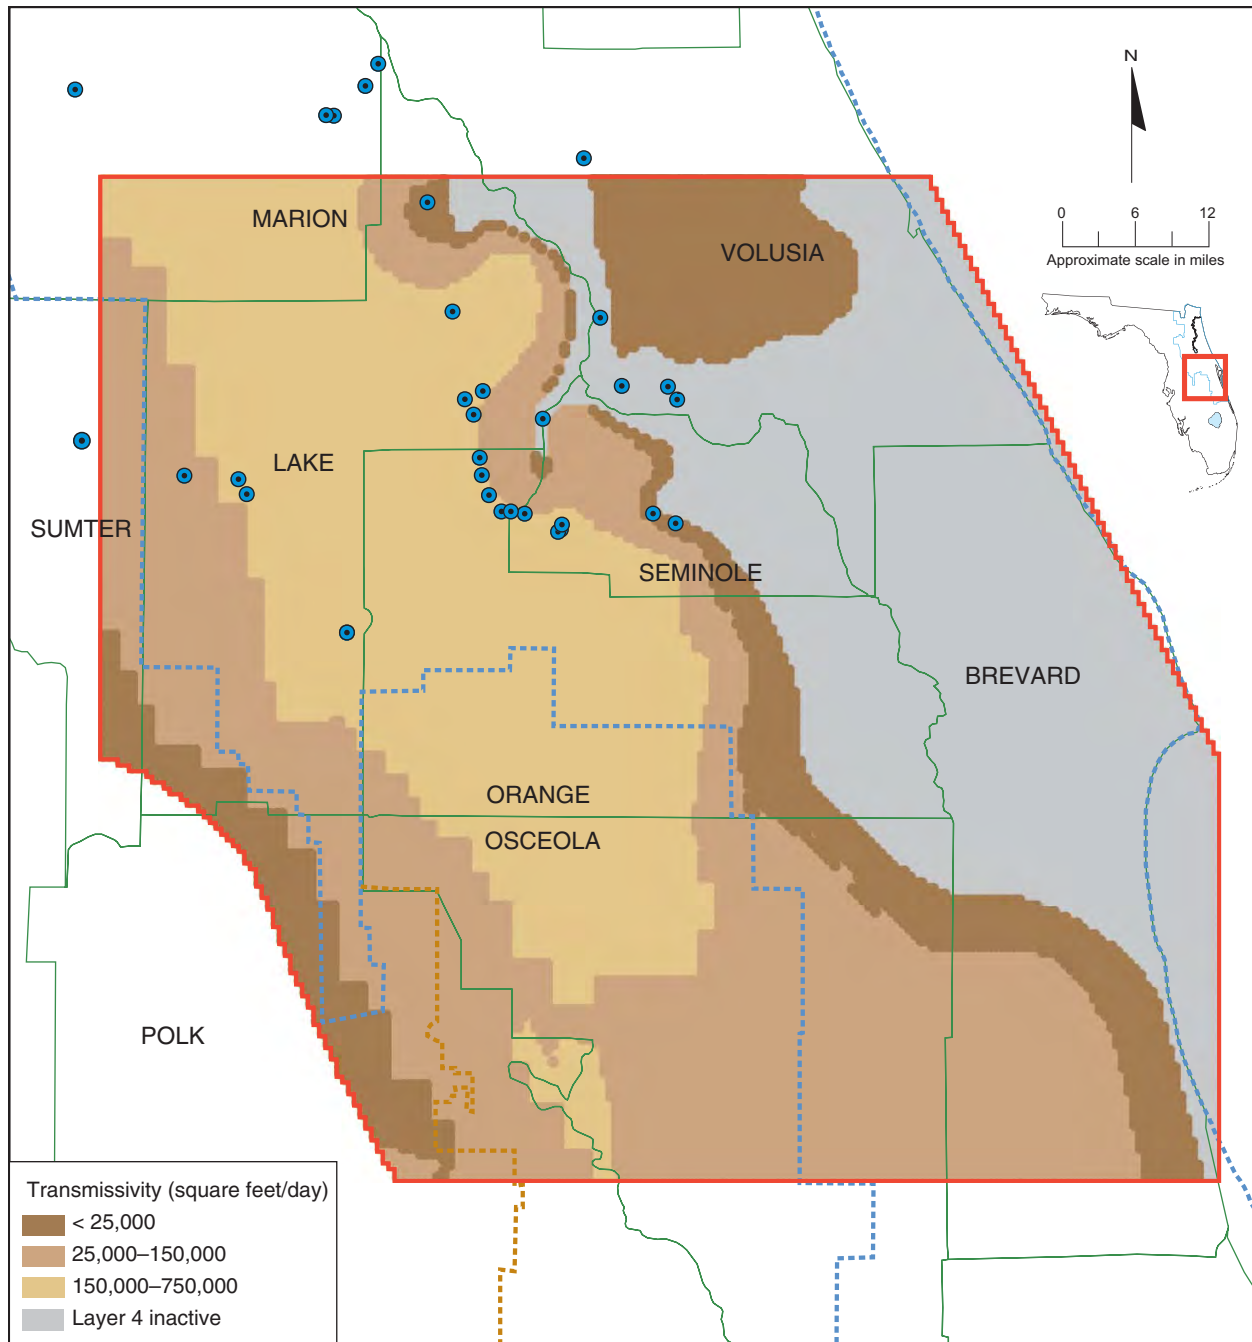 N
0 6 12
Approximate scale in miles
MARION
VOLUSIA
LAKE
SUMTER
SEMINOLE
BREVARD
ORANGE
OSCEOLA
POLK
Transmissivity (square feet/day)
< 25,000
25,000–150,000
150,000–750,000
Layer 4 inactive